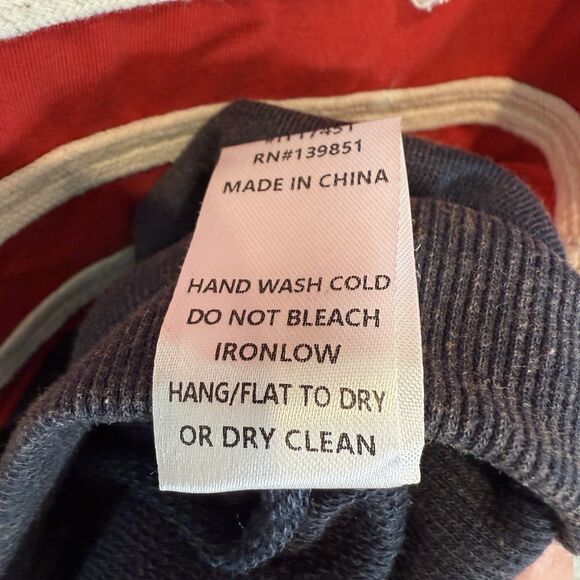 RN#139851
MADE IN CHINA
HAND WASH COLD
DO NOT BLEACH
IRONLOW
HANG/FLAT TO DRY
OR DRY CLEAN